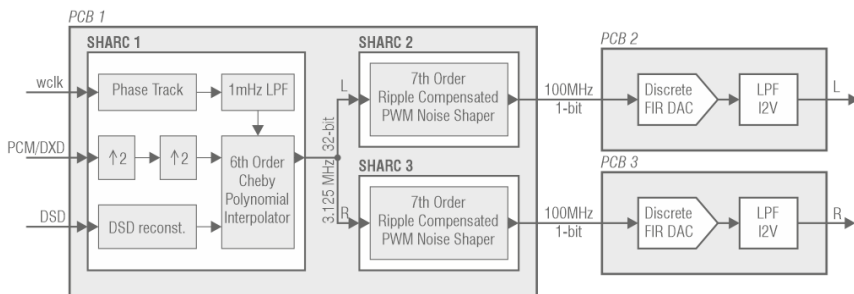 PCB 1
SHARC 1
wclk
Phase Track
1mHz LPF
PCM/DXD
↑2
↑2
6th Order
Cheby
Polynomial
Interpolator
DSD
DSD reconst.
3.125 MHz 32-bit
L
R
SHARC 2
7th Order
Ripple Compensated
PWM Noise Shaper
SHARC 3
7th Order
Ripple Compensated
PWM Noise Shaper
100MHz
1-bit
100MHz
1-bit
PCB 2
Discrete
FIR DAC
LPF
I2V
L
PCB 3
Discrete
FIR DAC
LPF
I2V
R